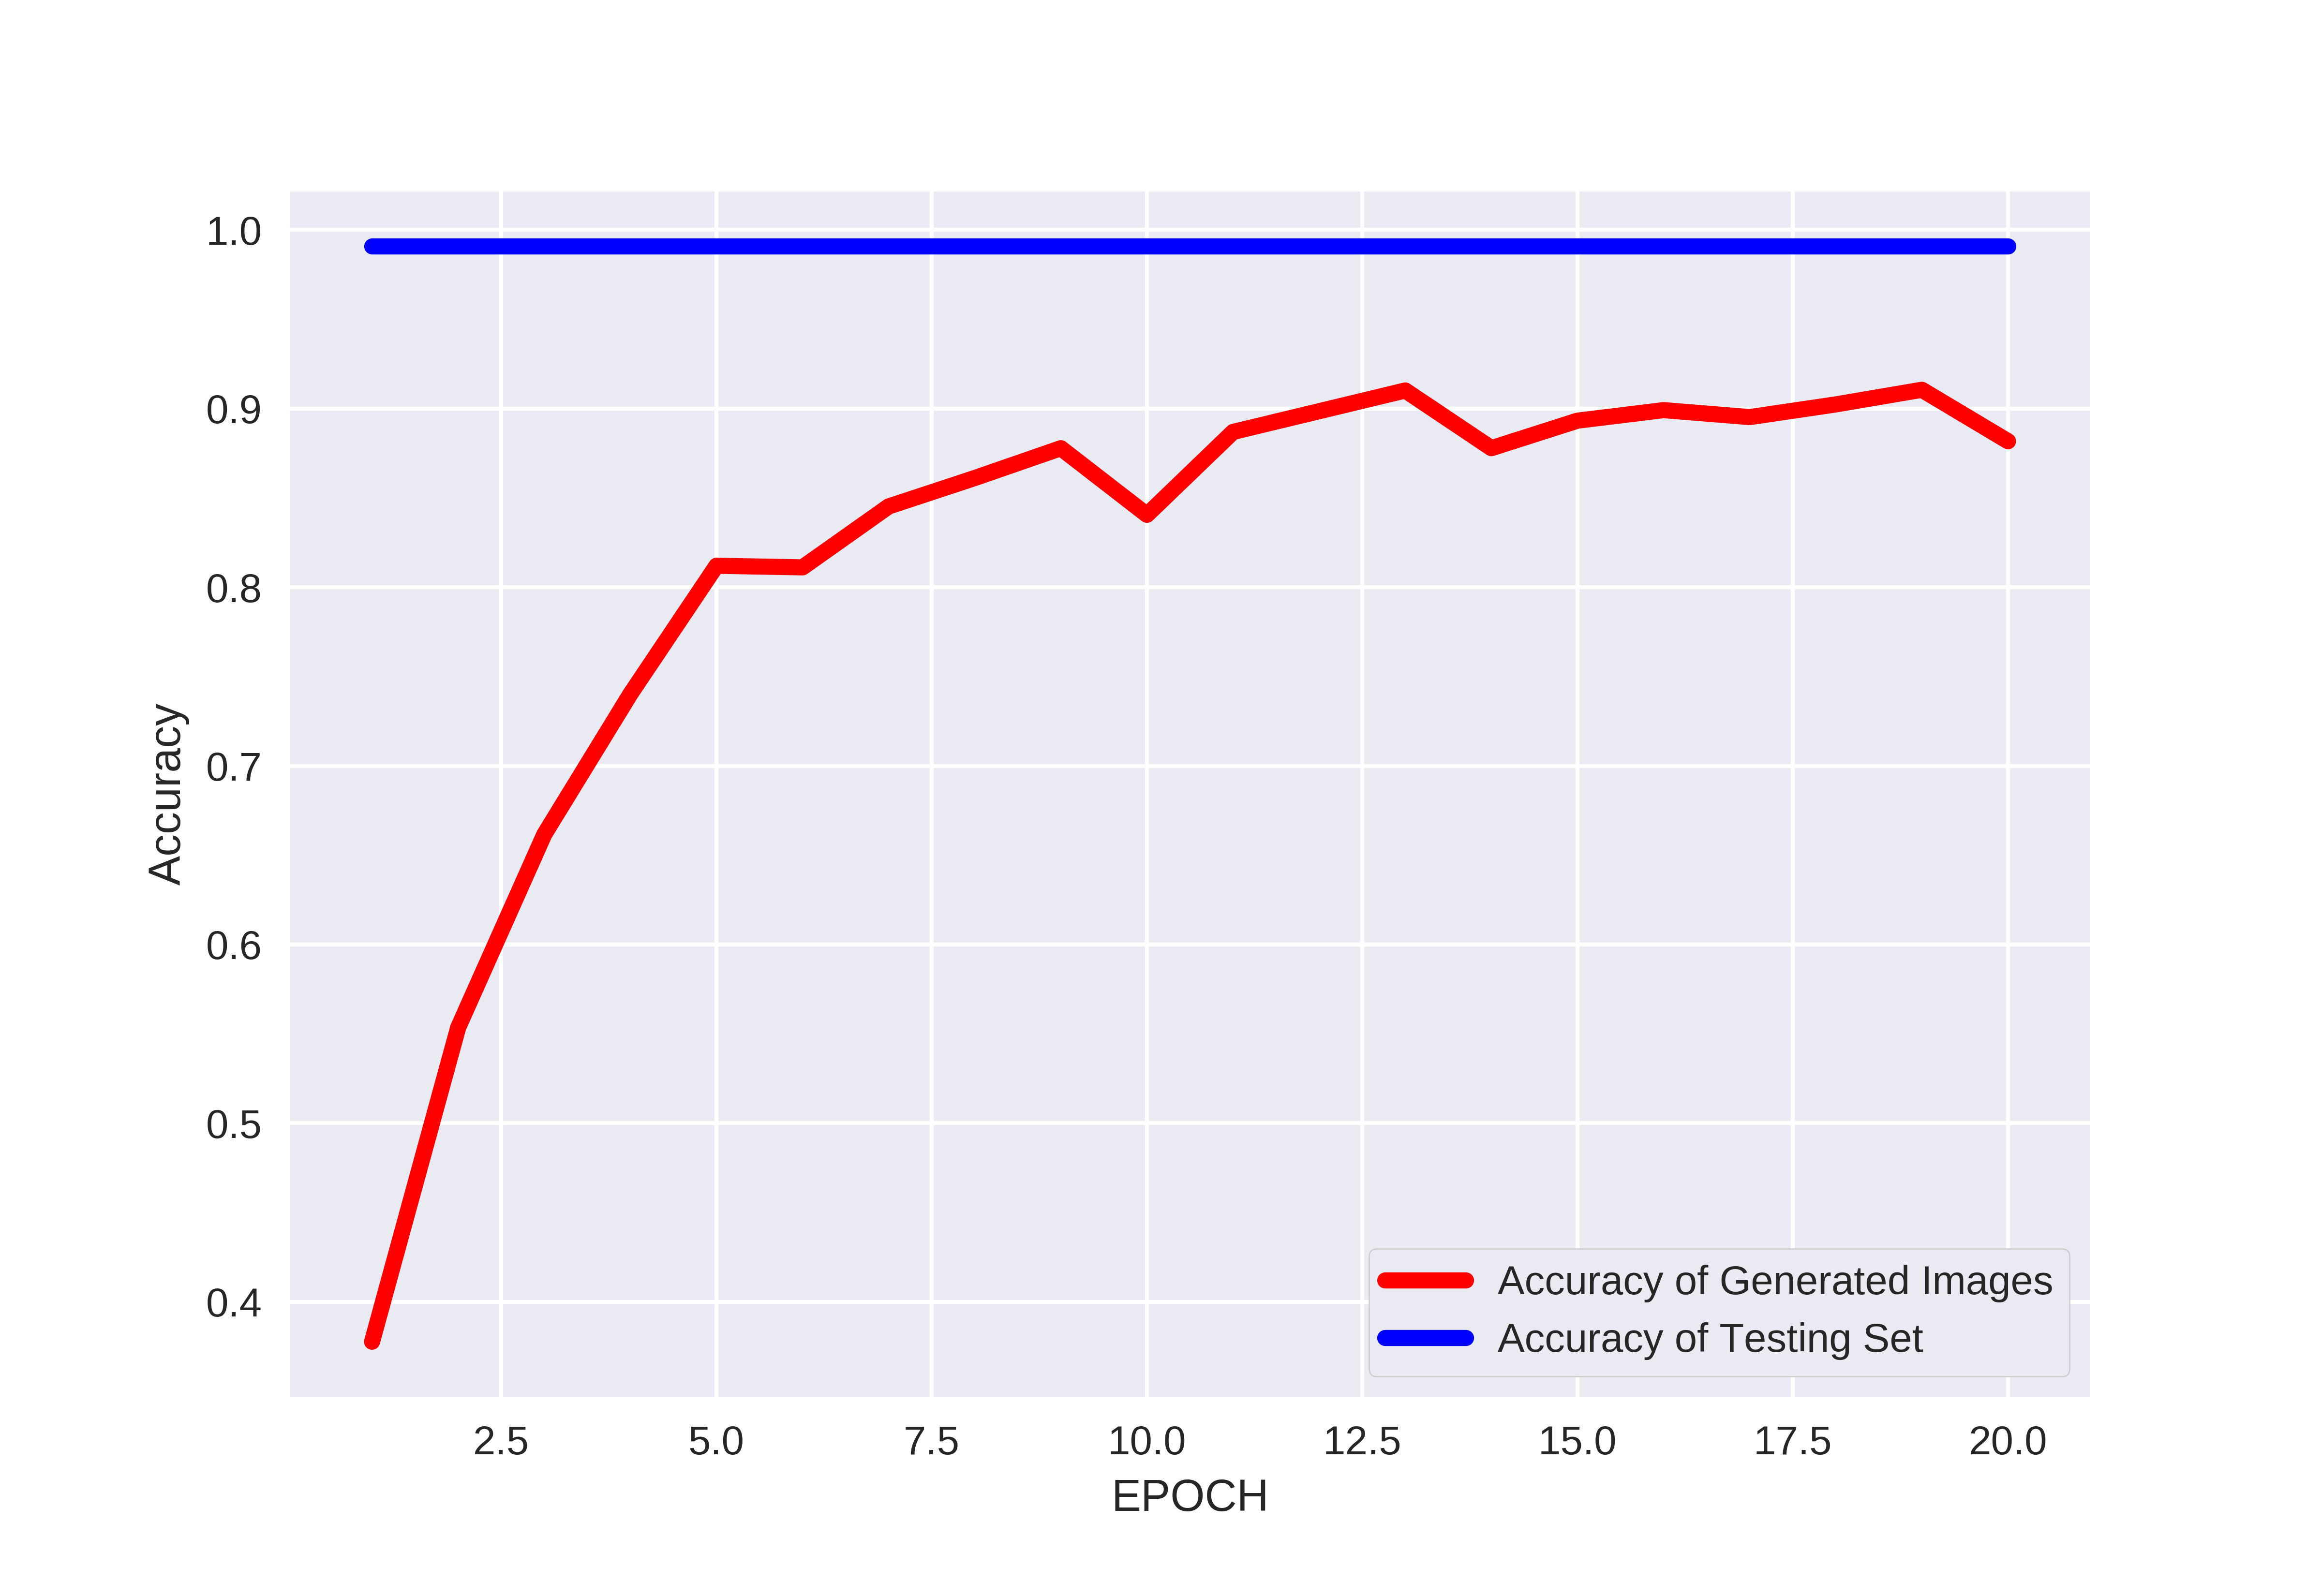 1.0
0.9
0.8
0.7
0.6
0.5
0.4
Accuracy
2.5 5.0 7.5 10.0 12.5 15.0 17.5 20.0
EPOCH
Accuracy of Generated Images
Accuracy of Testing Set